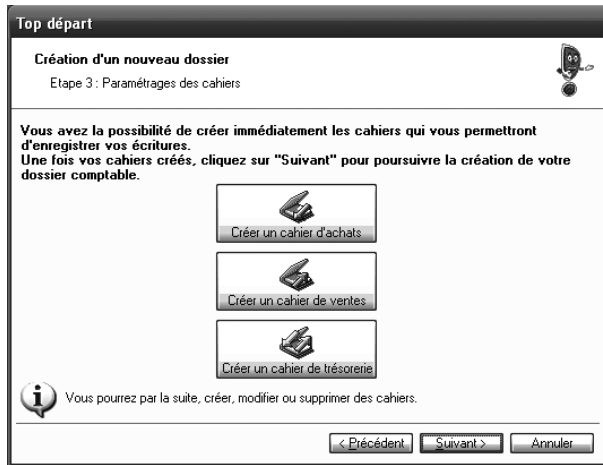 Top départ
Création d'un nouveau dossier
Etape 3 : Paramétrages des cahiers
Vous avez la possibilité de créer immédiatement les cahiers qui vous permettront
d'enregistrer vos écritures.
Une fois vos cahiers créés, cliquez sur "Suivant" pour poursuivre la création de votre
dossier comptable.
Créer un cahier d'achats
Créer un cahier de ventes
Créer un cahier de trésorerie
Vous pourrez par la suite, créer, modifier ou supprimer des cahiers.
< Précédent Suivant > Annuler